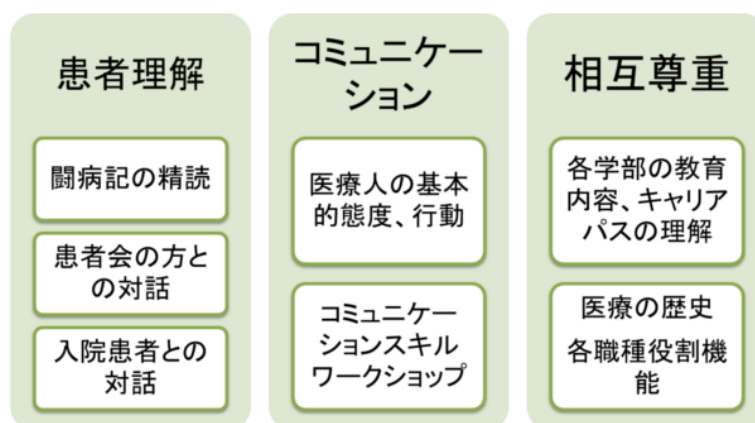 患者理解
闘病記の精読
患者会の方と
の対話
入院患者との
対話
コミュニケー
ション
医療人の基本
的態度、行動
コミュニケー
ションスキル
ワークショップ
相互尊重
各学部の教育
内容、キャリア
パスの理解
医療の歴史
各職種役割機
能